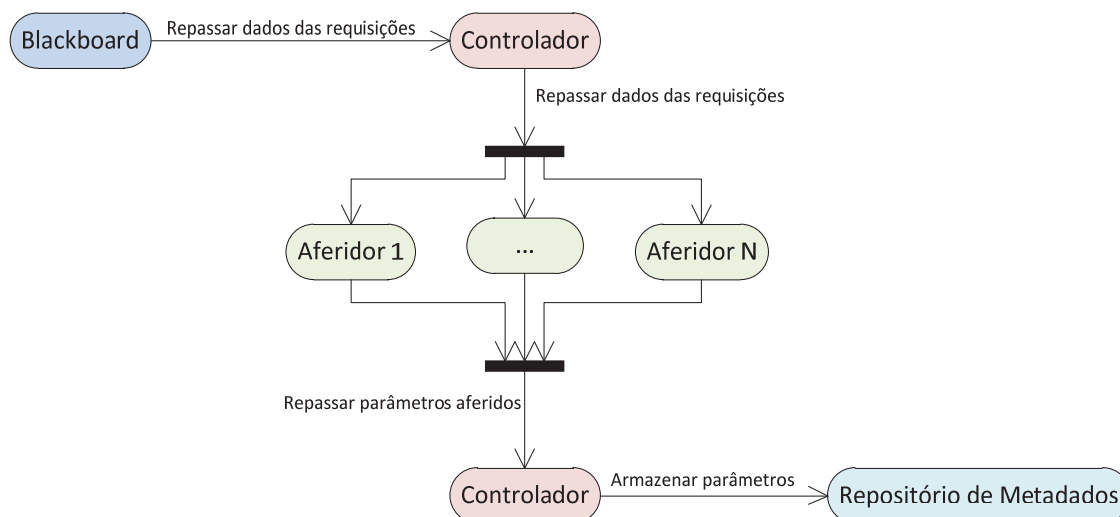 Blackboard
Repassar dados das requisições
Controlador
Repassar dados das requisições
Aferidor 1
...
Aferidor N
Repassar parâmetros aferidos
Controlador
Armazenar parâmetros
Repositório de Metadados